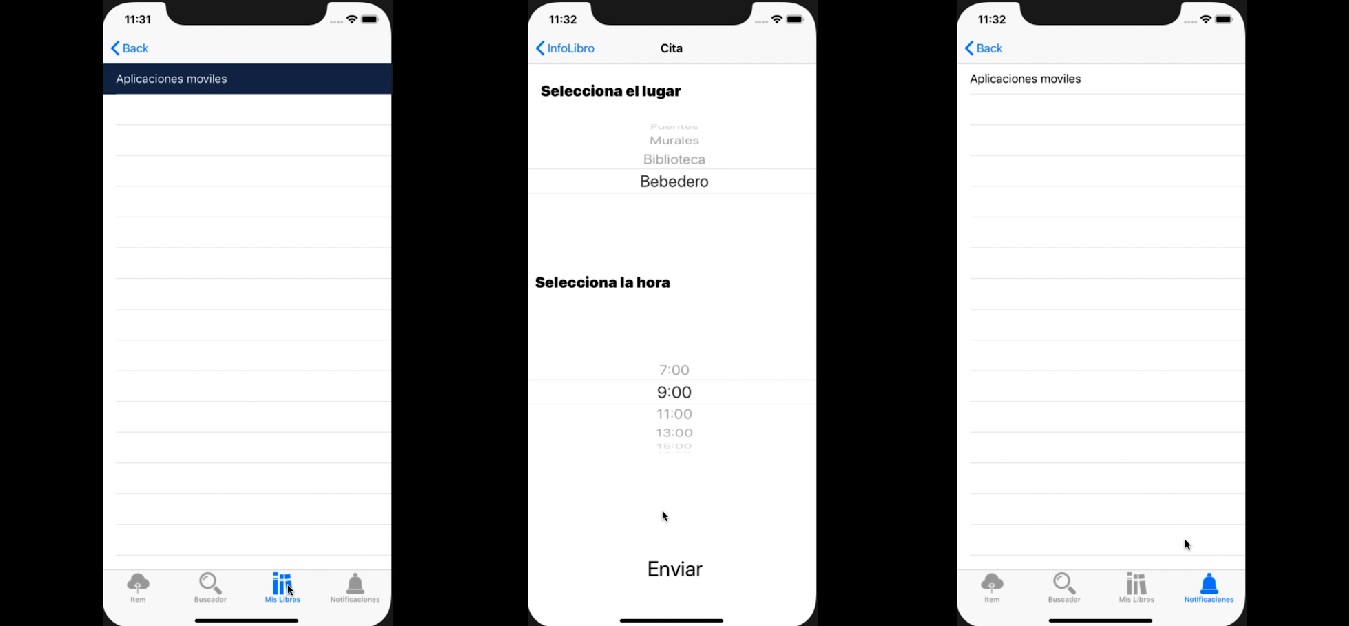 11:31
Back
Aplicaciones moviles
Item
Buscador
Mis Libros
Notificaciones
11:32
InfoLibro
Cita
Selecciona el lugar
Fuentes
Murales
Biblioteca
Bebedero
Selecciona la hora
7:00
9:00
11:00
13:00
Enviar
11:32
Back
Aplicaciones moviles
Item
Buscador
Mis Libros
Notificaciones